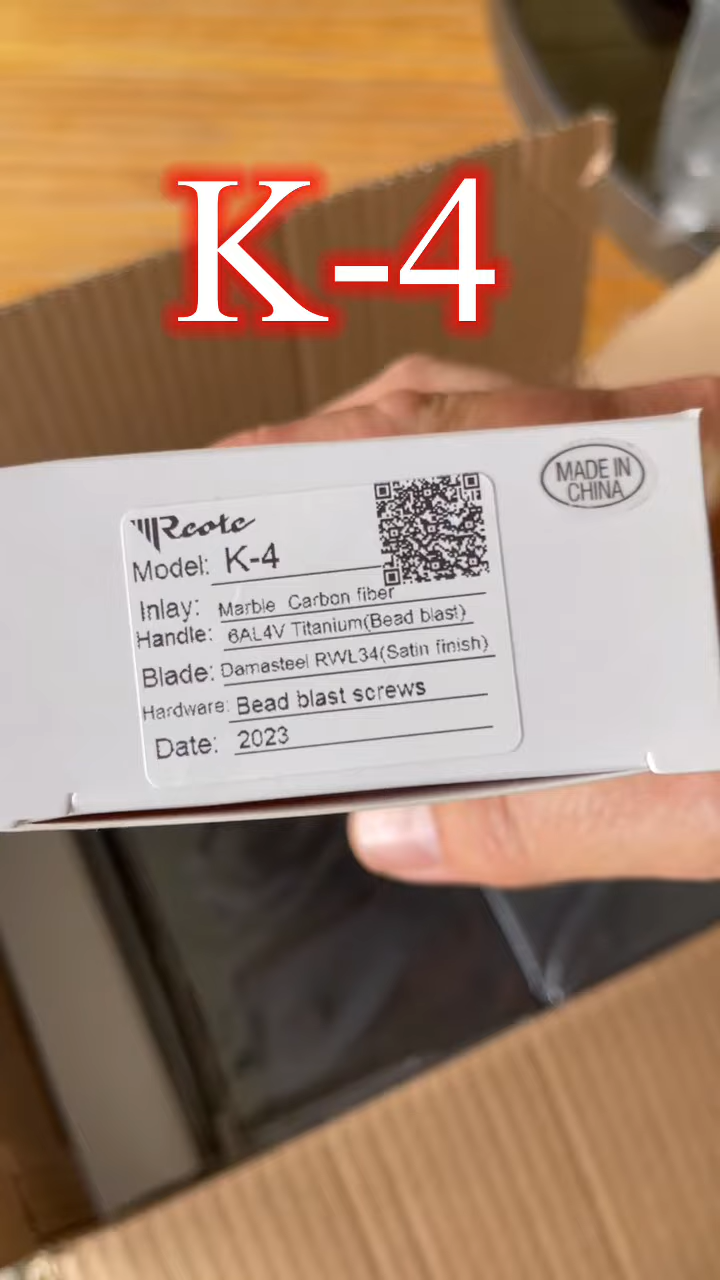 K-4
MADE IN
CHINA
Reate
Model: K-4
Inlay: Marble Carbon fiber
Handle: 6AL4V Titanium(Bead blast)
Blade: Damasteel RWL34(Satin finish)
Hardware: Bead blast screws
Date: 2023